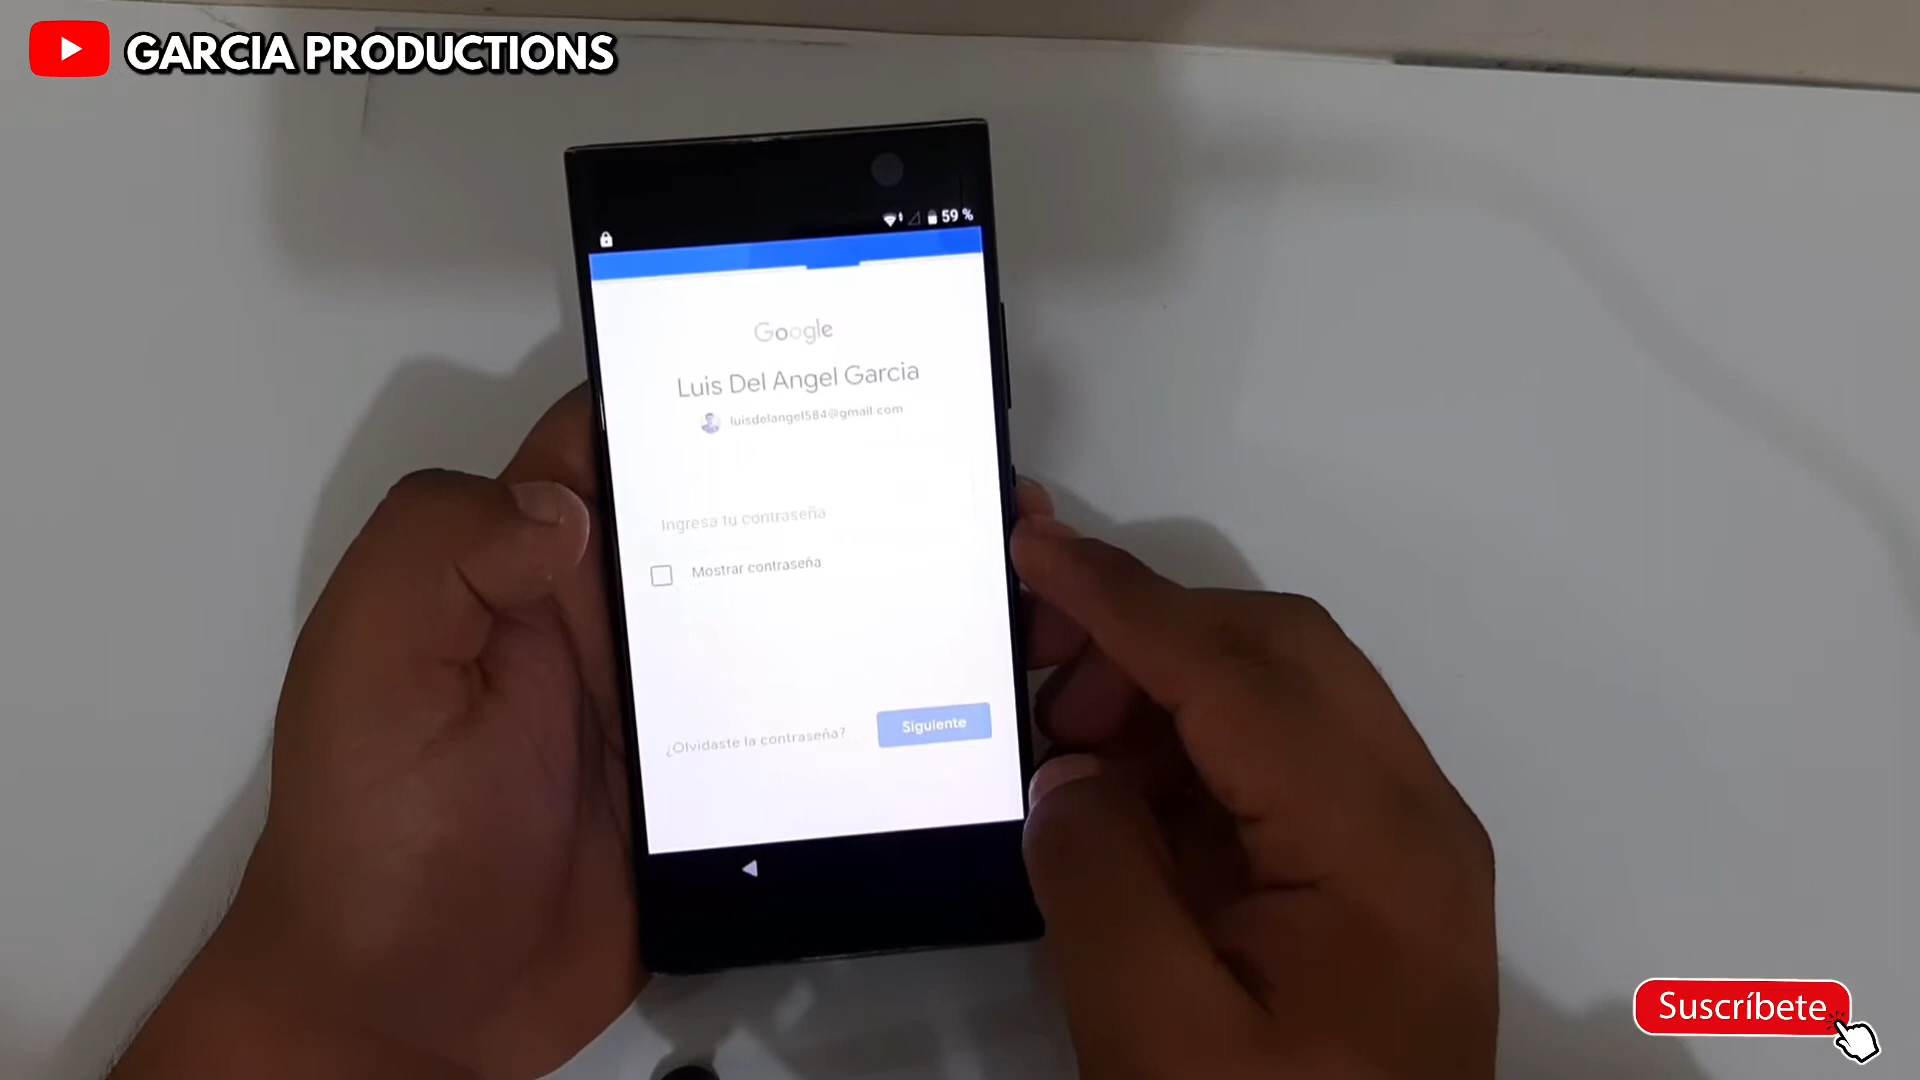 GARCIA PRODUCTIONS
59 %
Google
Luis Del Angel Garcia
luisdelangel584@gmail.com
Ingresa tu contraseña
Mostrar contraseña
¿Olvidaste la contraseña?
Siguiente
Suscríbete